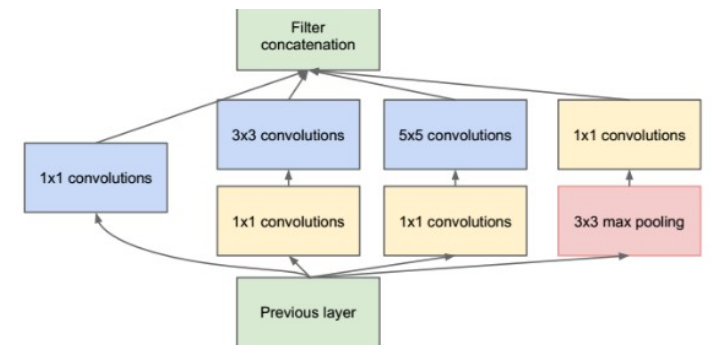 Filter
concatenation
3x3 convolutions
5x5 convolutions
1x1 convolutions
1x1 convolutions
1x1 convolutions
1x1 convolutions
3x3 max pooling
Previous layer